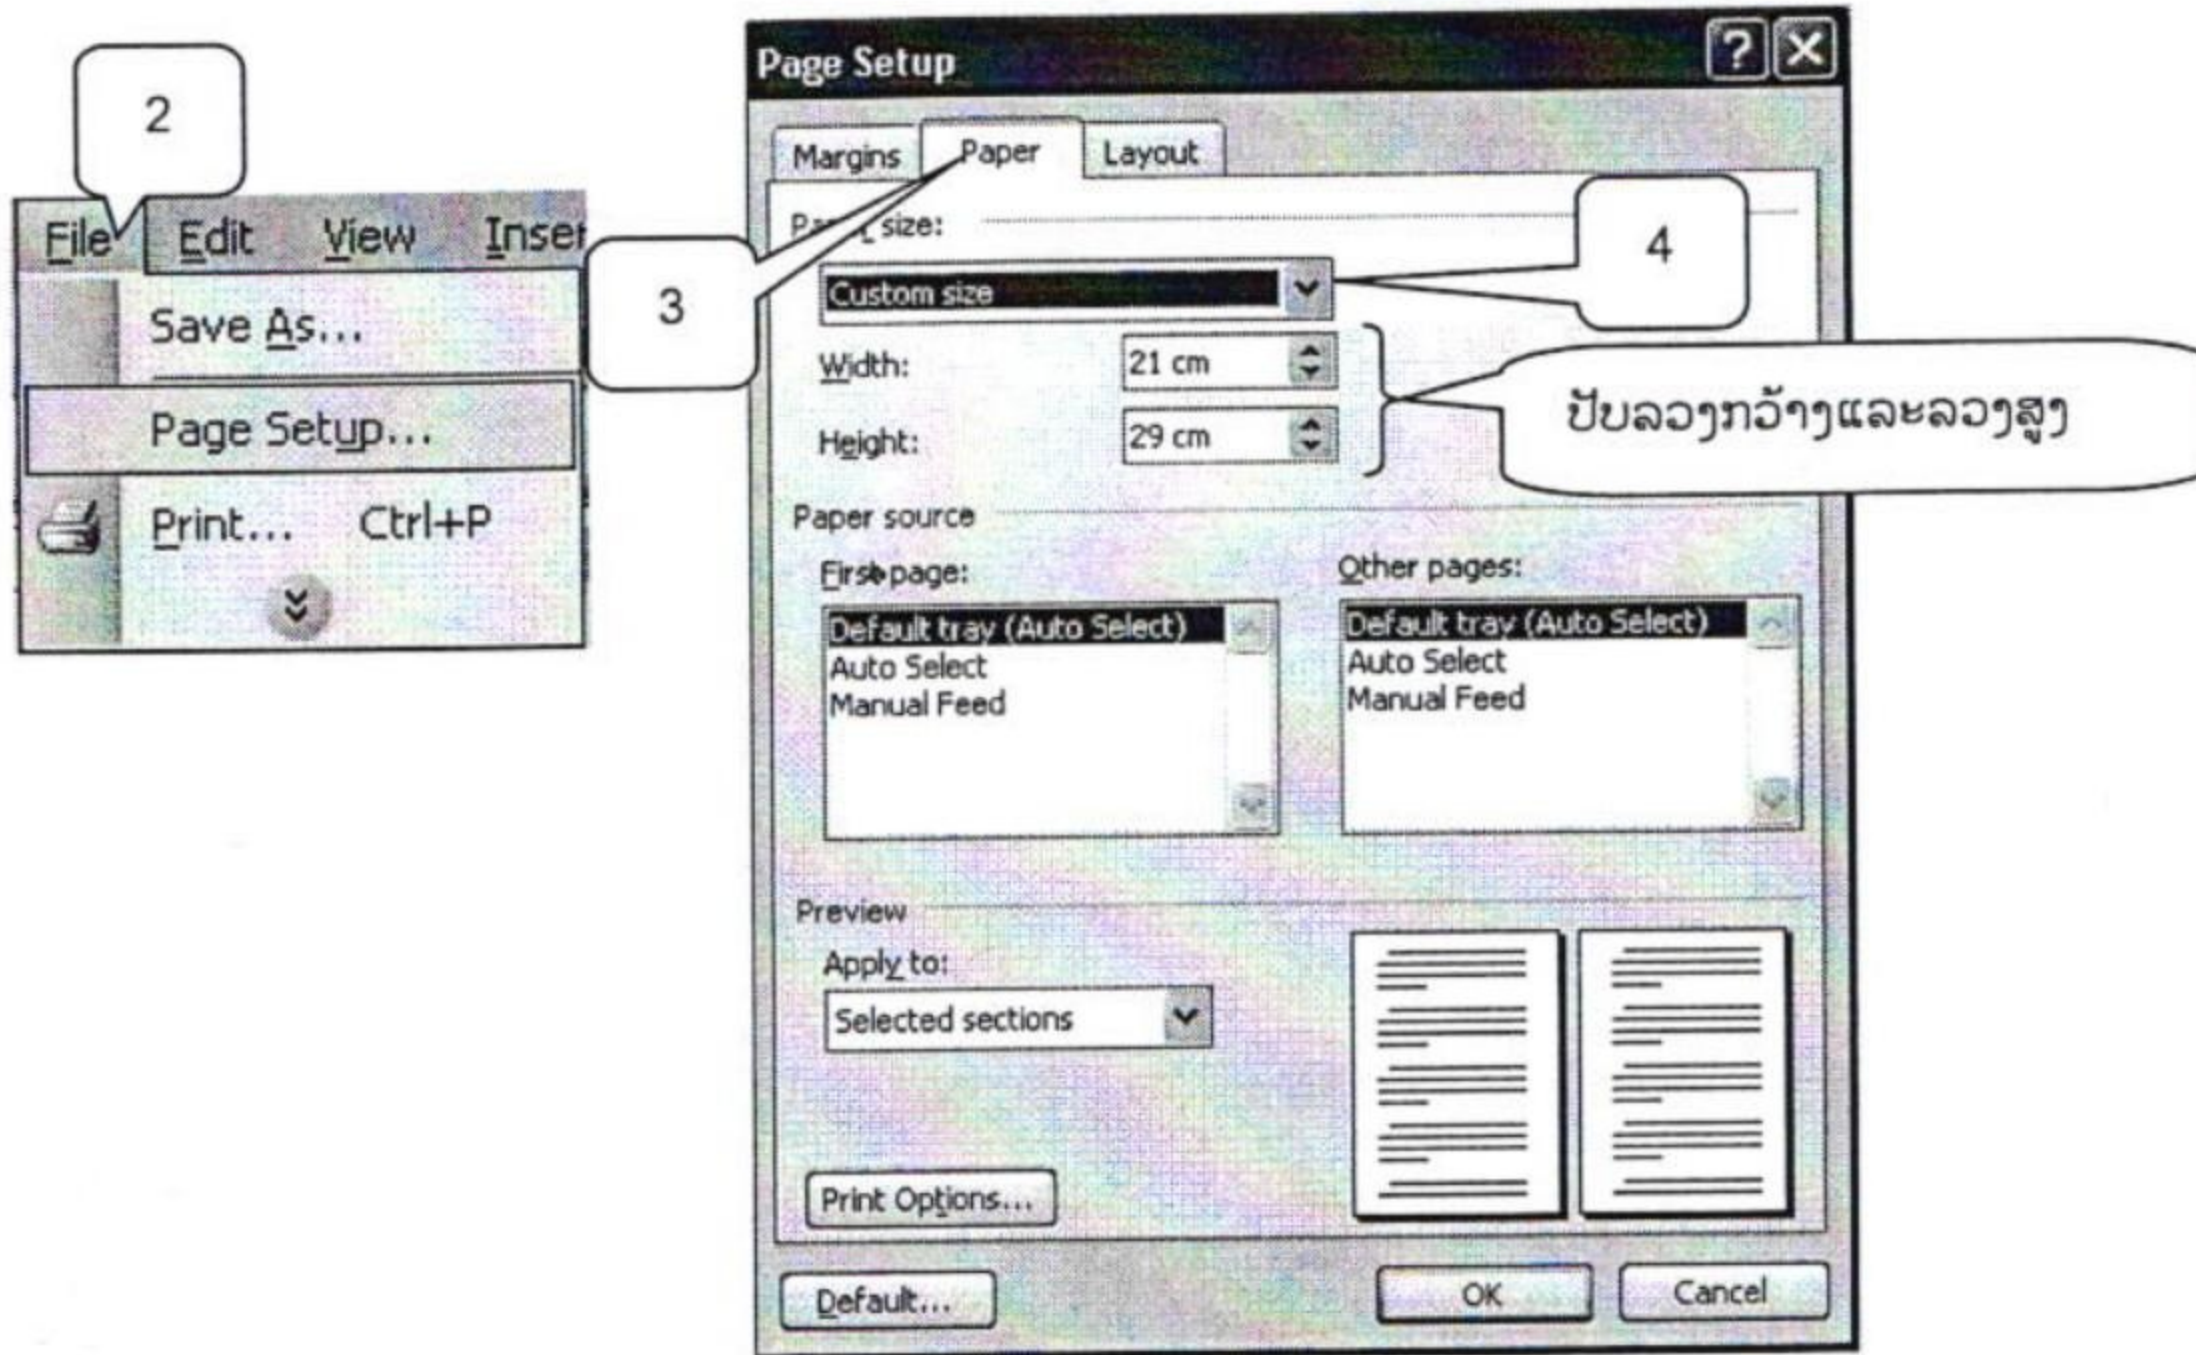 2
File Edit View Inser
Save As...
Page Setup...
Print... Ctrl+P
3
Page Setup
Margins Paper Layout
size:
4
Custom size
Width: 21 cm
Height: 29 cm
ປັບລວງກວ້າງແລະລວງສູງ
Paper source
First page: Other pages:
Default tray (Auto Select) Default tray (Auto Select)
Auto Select Auto Select
Manual Feed Manual Feed
Preview
Apply to:
Selected sections
Print Options...
Default... OK Cancel